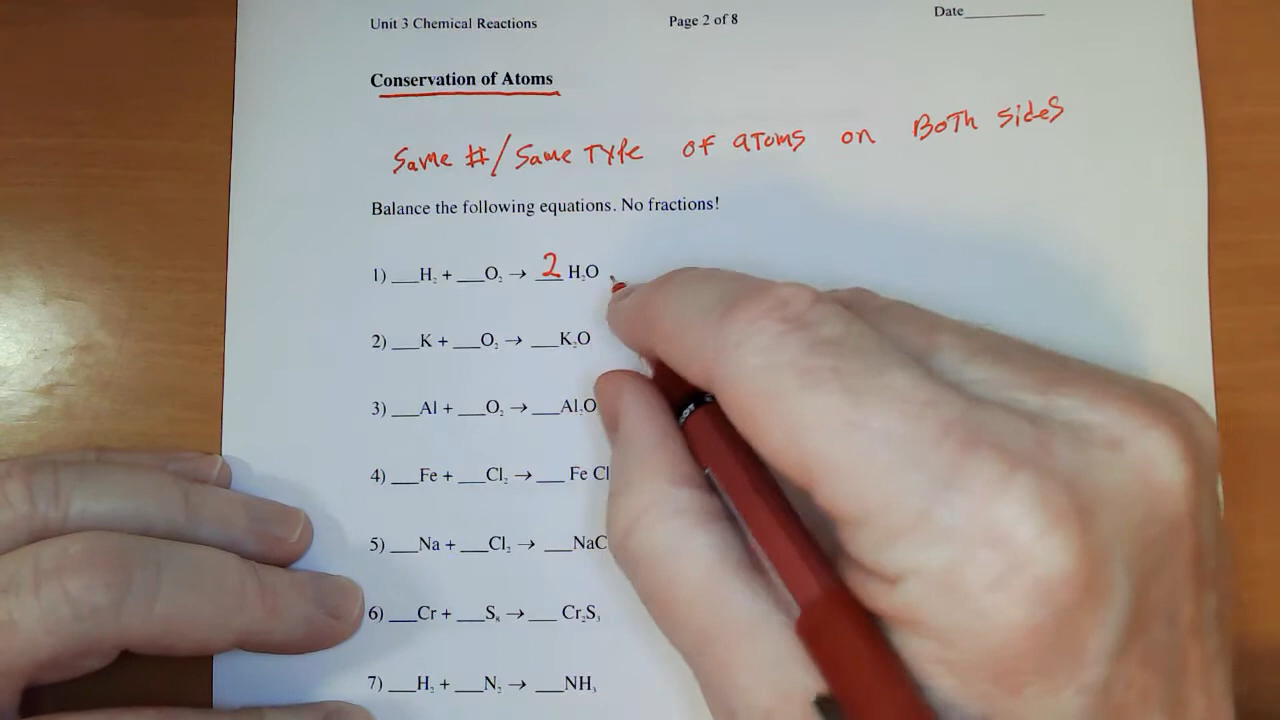 Unit 3 Chemical Reactions Page 2 of 8 Date__________
Conservation of Atoms
Same #/Same Type of atoms on Both sides
Balance the following equations. No fractions!
1) ___H₂ + ___O₂ → _2_ H₂O
2) ___K + ___O₂ → ___K₂O
3) ___Al + ___O₂ → ___Al₂O
4) ___Fe + ___Cl₂ → ___ Fe Cl
5) ___Na + ___Cl₂ → ___NaC
6) ___Cr + ___S₈ → ___ Cr₂S₃
7) ___H₂ + ___N₂ → ___NH₃